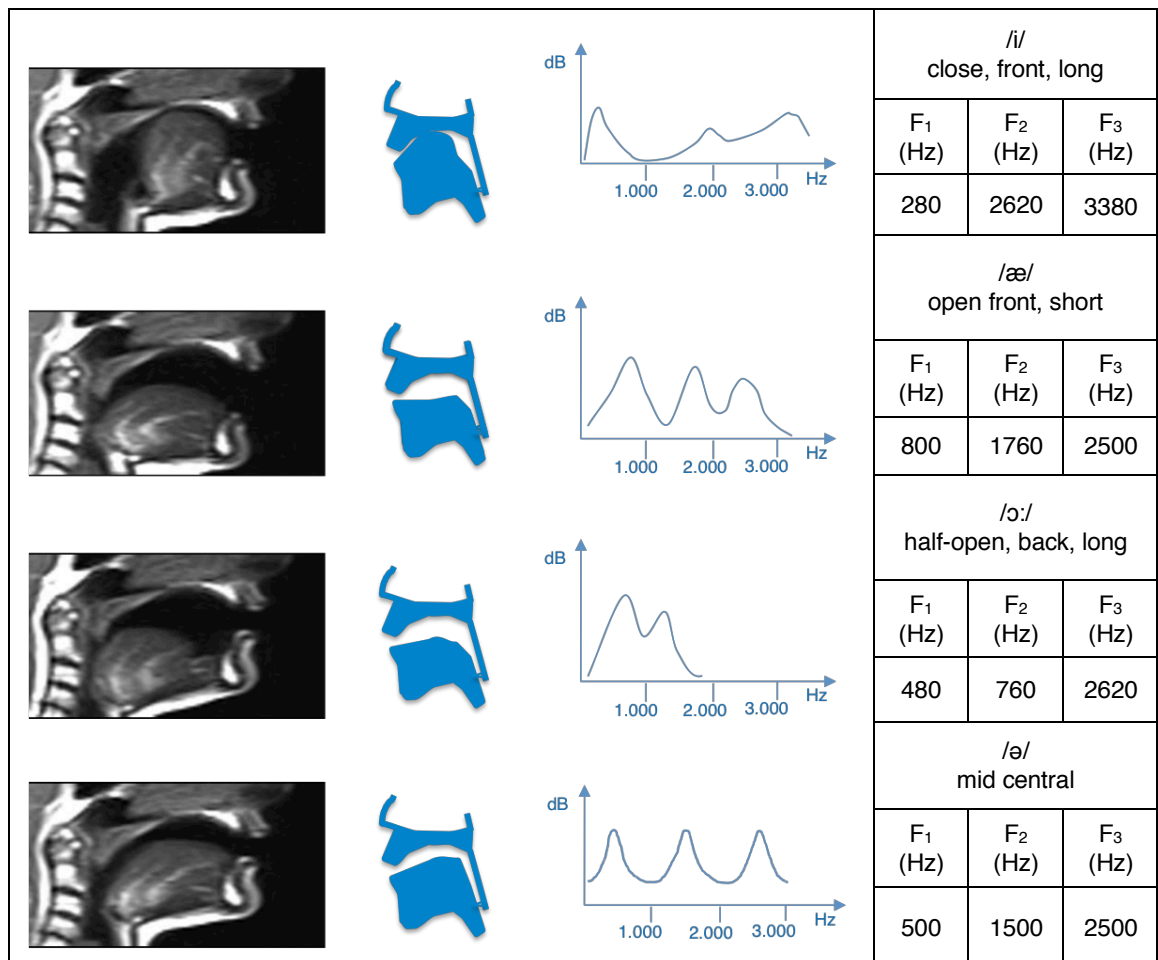 dB
1.000 2.000 3.000 Hz
/i/
close, front, long
F₁ F₂ F₃
(Hz) (Hz) (Hz)
280 2620 3380
dB
1.000 2.000 3.000 Hz
/æ/
open front, short
F₁ F₂ F₃
(Hz) (Hz) (Hz)
800 1760 2500
dB
1.000 2.000 3.000 Hz
/ɔ:/
half-open, back, long
F₁ F₂ F₃
(Hz) (Hz) (Hz)
480 760 2620
dB
1.000 2.000 3.000 Hz
/ə/
mid central
F₁ F₂ F₃
(Hz) (Hz) (Hz)
500 1500 2500